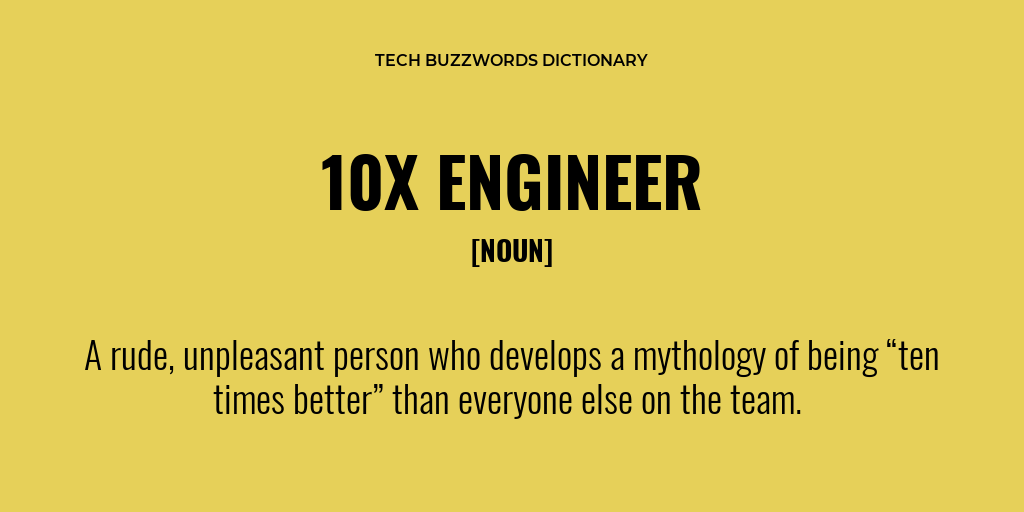 TECH BUZZWORDS DICTIONARY
10X ENGINEER
[NOUN]
A rude, unpleasant person who develops a mythology of being “ten
times better” than everyone else on the team.